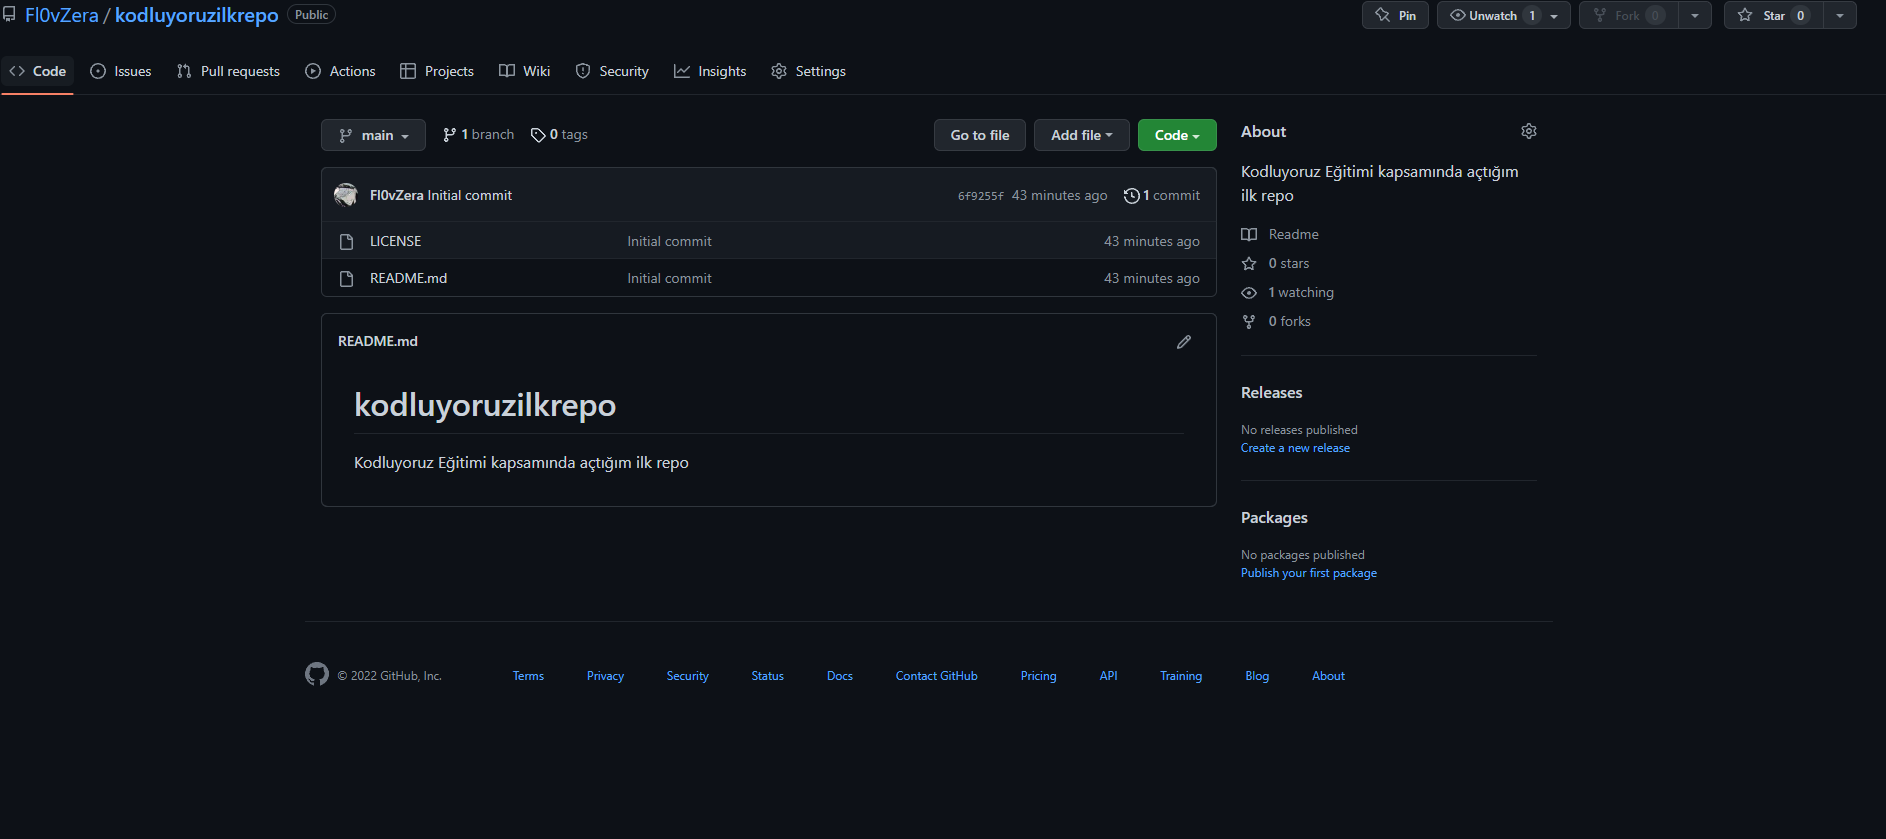 Fl0vZera / kodluyoruzilkrepo Public
Pin Unwatch 1 Fork 0 Star 0
Code Issues Pull requests Actions Projects Wiki Security Insights Settings
main 1 branch 0 tags Go to file Add file Code
Fl0vZera Initial commit 6f9255f 43 minutes ago 1 commit
LICENSE Initial commit 43 minutes ago
README.md Initial commit 43 minutes ago
README.md
kodluyoruzilkrepo
Kodluyoruz Eğitimi kapsamında açtığım ilk repo
About
Kodluyoruz Eğitimi kapsamında açtığım
ilk repo
Readme
0 stars
1 watching
0 forks
Releases
No releases published
Create a new release
Packages
No packages published
Publish your first package
© 2022 GitHub, Inc. Terms Privacy Security Status Docs Contact GitHub Pricing API Training Blog About